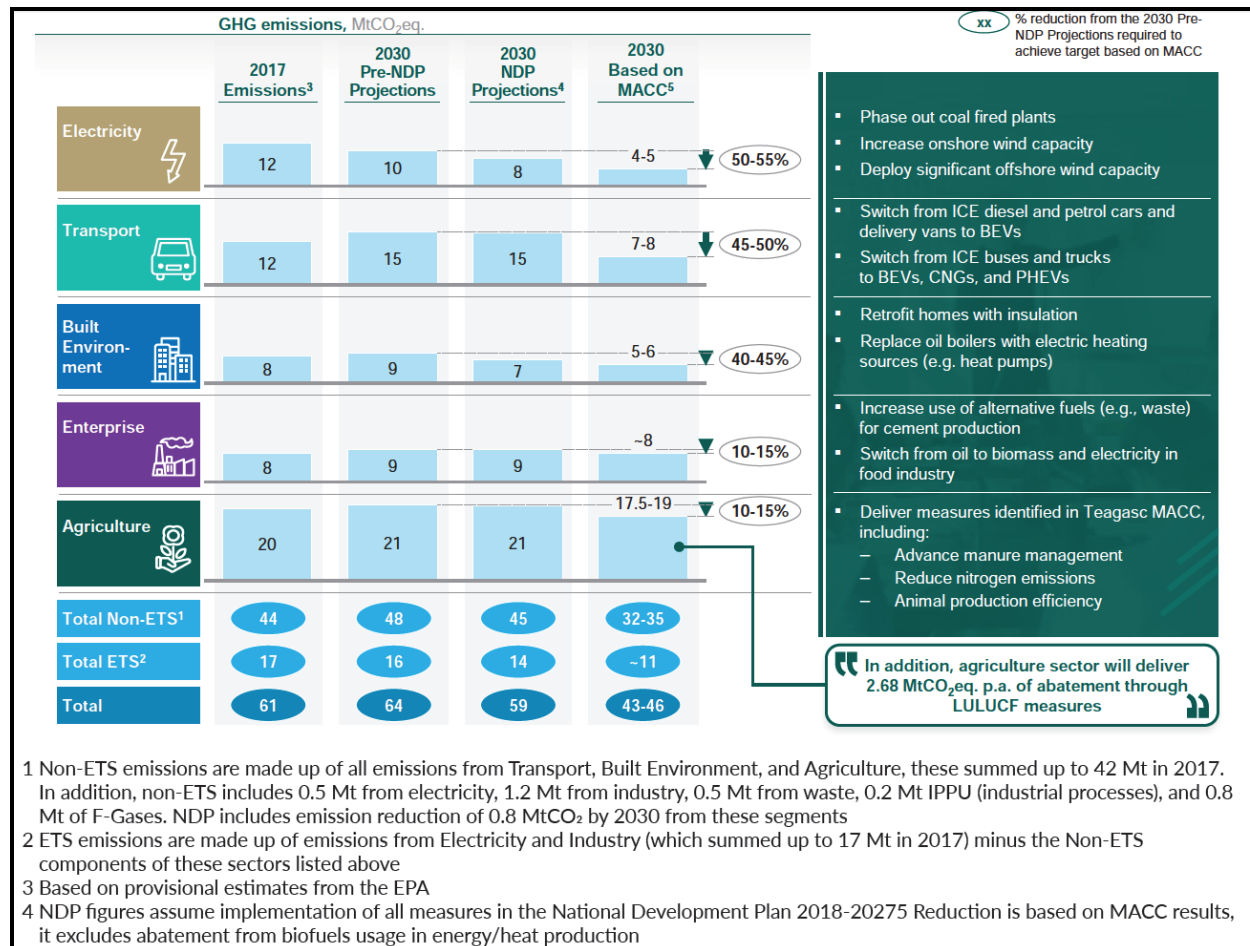 GHG emissions, MtCO₂eq.
xx
% reduction from the 2030 Pre-
NDP Projections required to
achieve target based on MACC
2017
Emissions³
2030
Pre-NDP
Projections
2030
NDP
Projections⁴
2030
Based on
MACC⁵
Electricity
12
10
8
4-5
50-55%
Phase out coal fired plants
Increase onshore wind capacity
Deploy significant offshore wind capacity
Transport
12
15
15
7-8
45-50%
Switch from ICE diesel and petrol cars and
delivery vans to BEVs
Switch from ICE buses and trucks
to BEVs, CNGs, and PHEVs
Built
Environ-
ment
8
9
7
5-6
40-45%
Retrofit homes with insulation
Replace oil boilers with electric heating
sources (e.g. heat pumps)
Enterprise
8
9
9
~8
10-15%
Increase use of alternative fuels (e.g., waste)
for cement production
Switch from oil to biomass and electricity in
food industry
Agriculture
20
21
21
17.5-19
10-15%
Deliver measures identified in Teagasc MACC,
including:
– Advance manure management
– Reduce nitrogen emissions
– Animal production efficiency
Total Non-ETS¹
44
48
45
32-35
Total ETS²
17
16
14
~11
Total
61
64
59
43-46
In addition, agriculture sector will deliver
2.68 MtCO₂eq. p.a. of abatement through
LULUCF measures
1 Non-ETS emissions are made up of all emissions from Transport, Built Environment, and Agriculture, these summed up to 42 Mt in 2017.
In addition, non-ETS includes 0.5 Mt from electricity, 1.2 Mt from industry, 0.5 Mt from waste, 0.2 Mt IPPU (industrial processes), and 0.8
Mt of F-Gases. NDP includes emission reduction of 0.8 MtCO₂ by 2030 from these segments
2 ETS emissions are made up of emissions from Electricity and Industry (which summed up to 17 Mt in 2017) minus the Non-ETS
components of these sectors listed above
3 Based on provisional estimates from the EPA
4 NDP figures assume implementation of all measures in the National Development Plan 2018-20275 Reduction is based on MACC results,
it excludes abatement from biofuels usage in energy/heat production